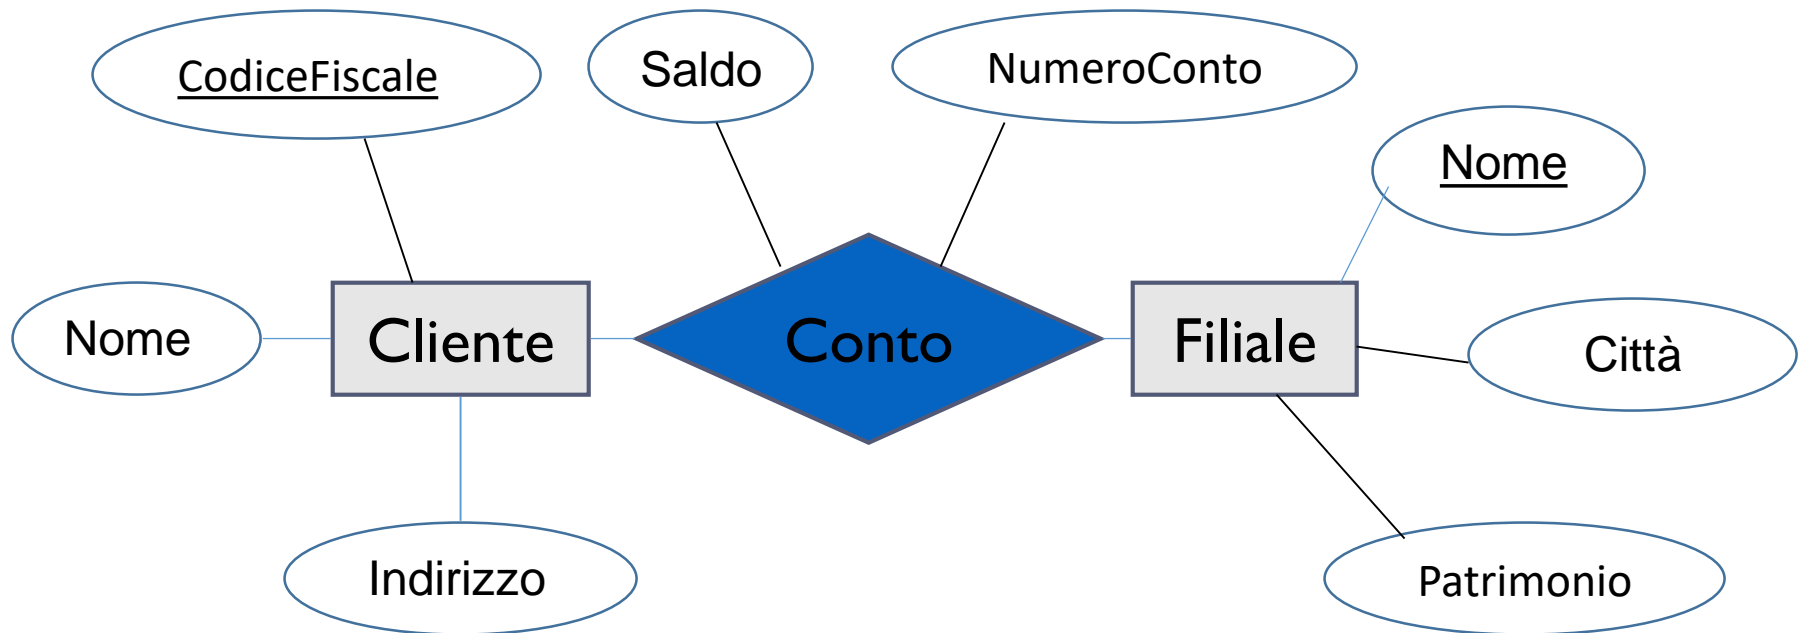 CodiceFiscale
Saldo
NumeroConto
Nome
Nome
Cliente
Conto
Filiale
Città
Indirizzo
Patrimonio